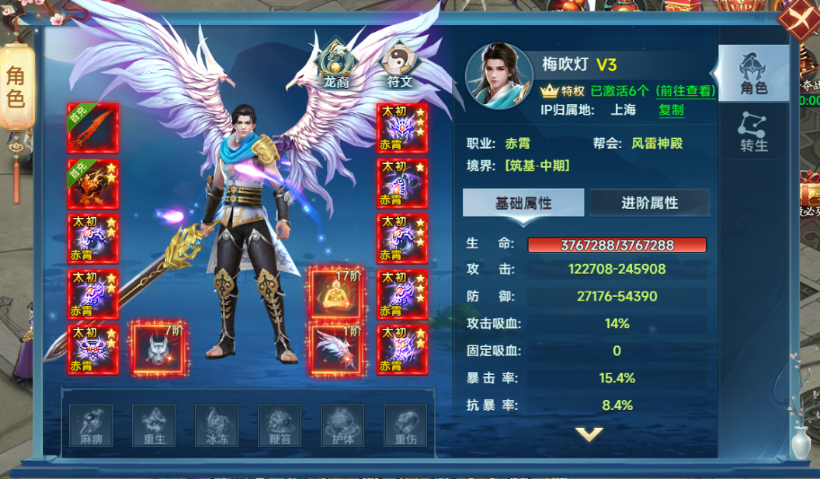 角色
龙裔
符文
首充
首充
太初
赤霄
太初
赤霄
太初
赤霄
7阶
太初
赤霄
太初
赤霄
太初
赤霄
太初
赤霄
太初
赤霄
17阶
1阶
麻痹
重生
冰冻
鞭笞
护体
重伤
梅吹灯 V3
特权 已激活6个 (前往查看)
IP归属地: 上海 复制
职业: 赤霄 帮会: 风雷神殿
境界: [筑基·中期]
基础属性 进阶属性
生 命: 3767288/3767288
攻 击: 122708-245908
防 御: 27176-54390
攻击吸血: 14%
固定吸血: 0
暴 击 率: 15.4%
抗 暴 率: 8.4%
角色
转生